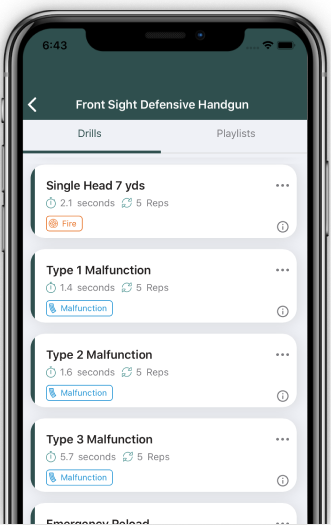 6:43
Front Sight Defensive Handgun
Drills Playlists
Single Head 7 yds
2.1 seconds 5 Reps
Fire
Type 1 Malfunction
1.4 seconds 5 Reps
Malfunction
Type 2 Malfunction
1.6 seconds 5 Reps
Malfunction
Type 3 Malfunction
5.7 seconds 5 Reps
Malfunction
Emergency Reload